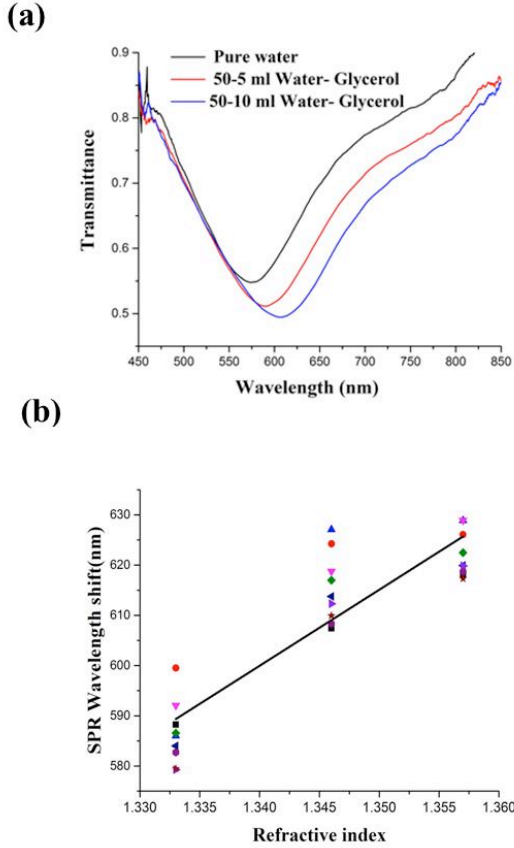 (a)
0.9
0.8
0.7
0.6
0.5
Transmittance
Pure water
50-5 ml Water- Glycerol
50-10 ml Water- Glycerol
450 500 550 600 650 700 750 800 850
Wavelength (nm)
(b)
630
620
610
600
590
580
SPR Wavelength shift(nm)
1.330 1.335 1.340 1.345 1.350 1.355 1.360
Refractive index